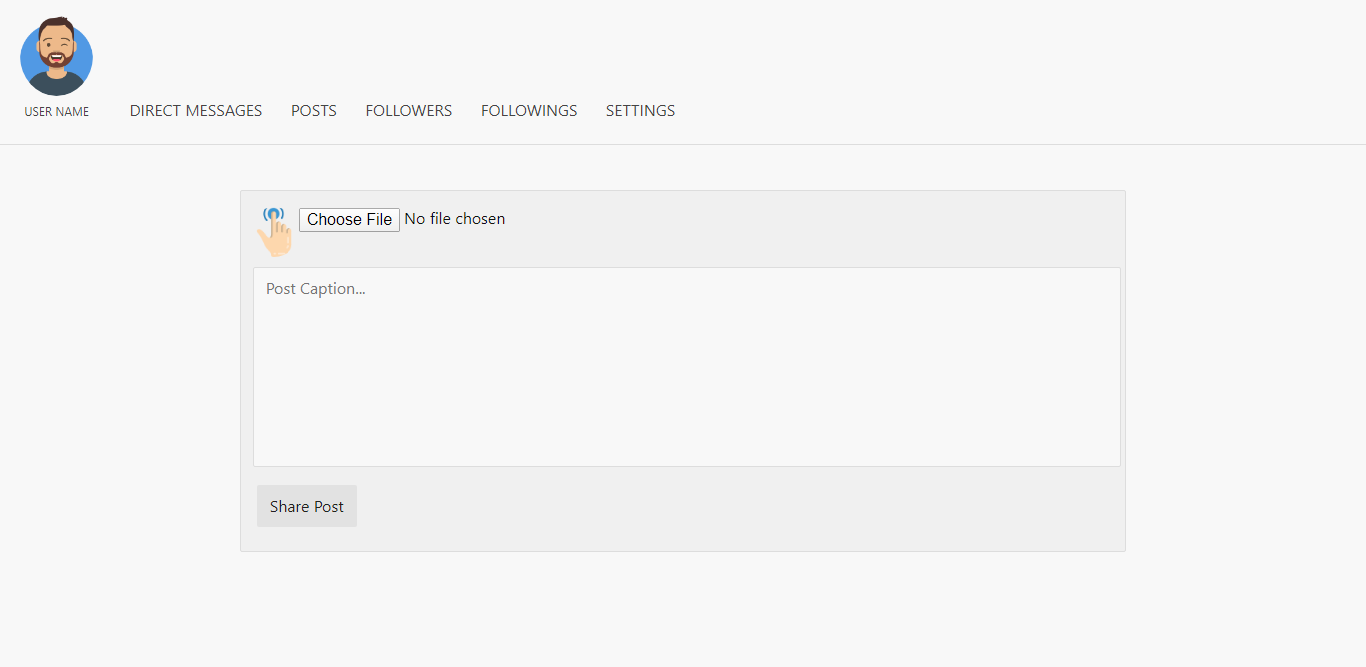 USER NAME DIRECT MESSAGES POSTS FOLLOWERS FOLLOWINGS SETTINGS
Choose File No file chosen
Post Caption...
Share Post